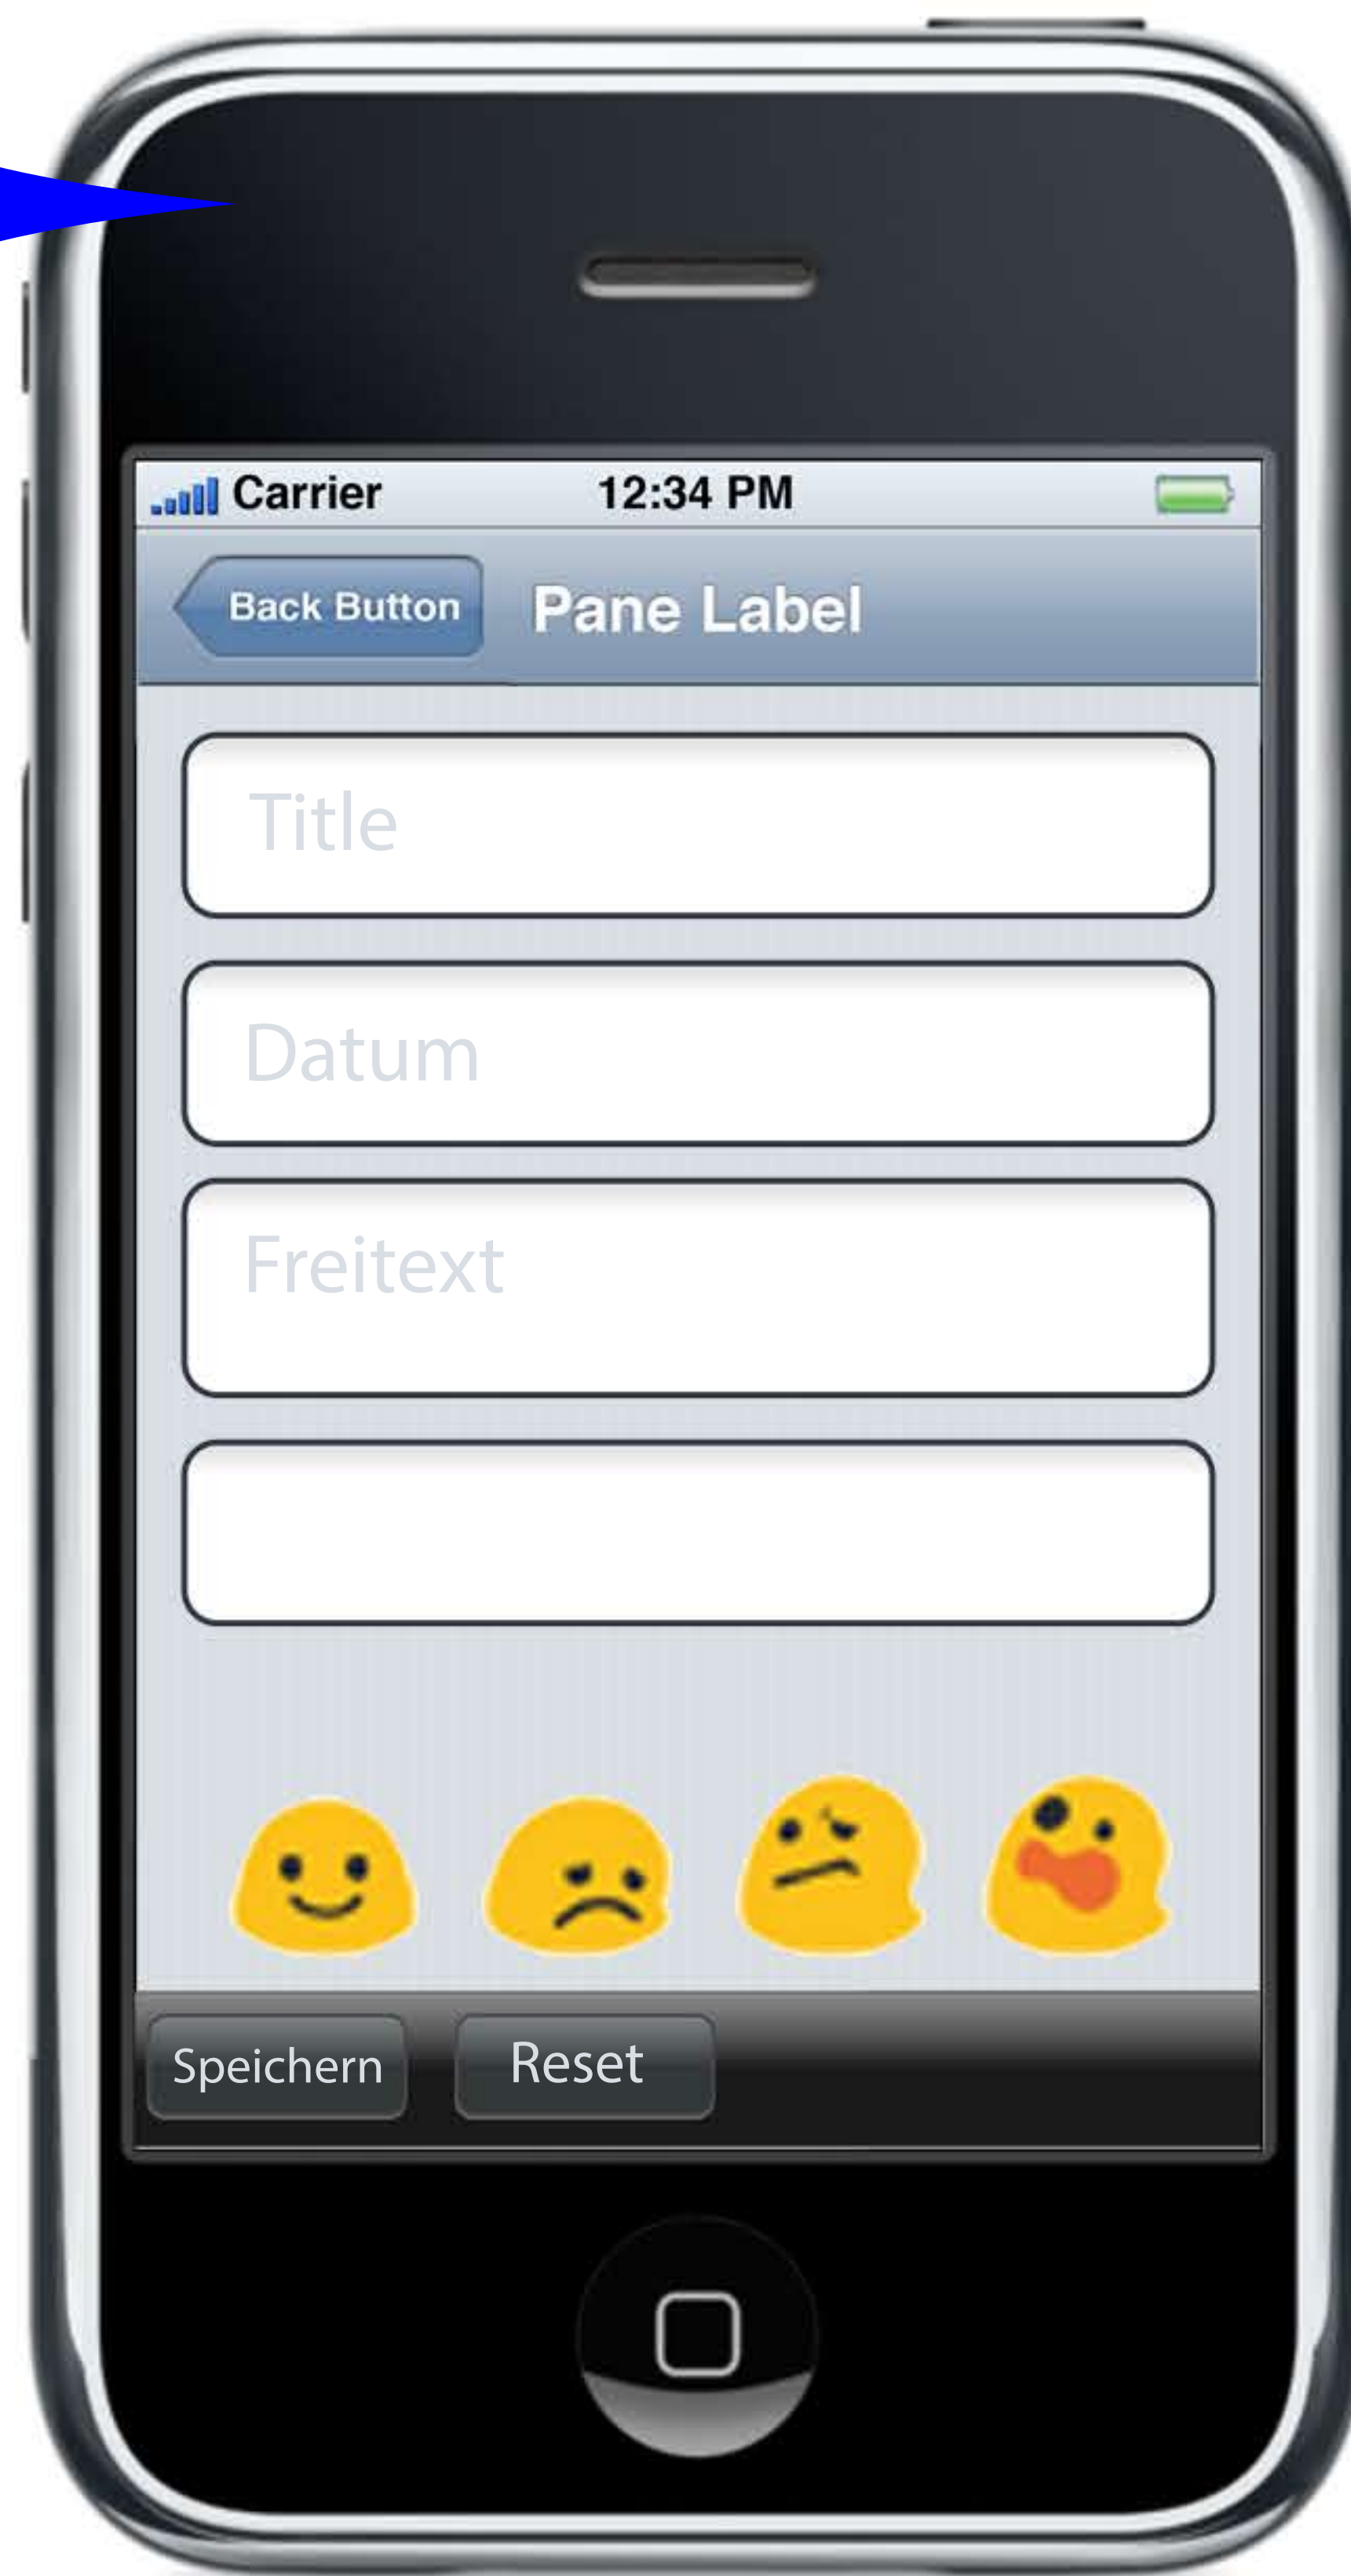 Carrier 12:34 PM
Back Button Pane Label
Title
Datum
Freitext
Speichern Reset